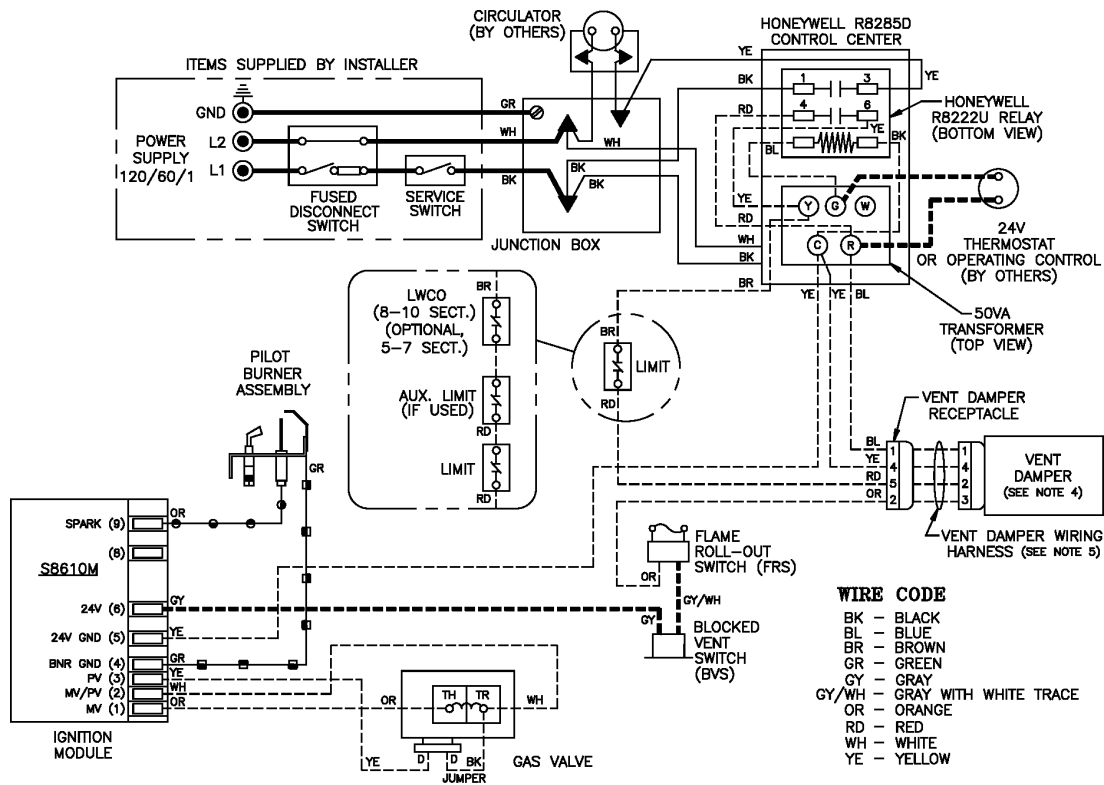 CIRCULATOR
(BY OTHERS)
HONEYWELL R8285D
CONTROL CENTER
ITEMS SUPPLIED BY INSTALLER
YE
BK
RD
1
3
4
6
YE
YE
BL
BK
HONEYWELL
R8222U RELAY
(BOTTOM VIEW)
GND
GR
L2
WH
WH
POWER
SUPPLY
120/60/1
L1
BK
BK
BK
FUSED
DISCONNECT
SWITCH
SERVICE
SWITCH
JUNCTION BOX
YE
RD
WH
BK
BR
Y
G
W
C
R
24V
THERMOSTAT
OR OPERATING CONTROL
(BY OTHERS)
YE
YE
BL
50VA
TRANSFORMER
(TOP VIEW)
BR
LWCO
(8-10 SECT.)
(OPTIONAL,
5-7 SECT.)
AUX. LIMIT
(IF USED)
RD
LIMIT
RD
BR
LIMIT
RD
PILOT
BURNER
ASSEMBLY
GR
VENT DAMPER
RECEPTACLE
BL
YE
RD
OR
1
4
5
2
1
4
2
3
VENT
DAMPER
(SEE NOTE 4)
VENT DAMPER WIRING
HARNESS (SEE NOTE 5)
SPARK (9)
OR
(8)
S8610M
24V (6)
GY
24V GND (5)
YE
BNR GND (4)
GR
PV (3)
YE
MV/PV (2)
WH
MV (1)
OR
IGNITION
MODULE
FLAME
ROLL-OUT
SWITCH (FRS)
OR
GY/WH
GY
BLOCKED
VENT
SWITCH
(BVS)
OR
TH
TR
WH
YE
D
D
BK
JUMPER
GAS VALVE
WIRE CODE
BK - BLACK
BL - BLUE
BR - BROWN
GR - GREEN
GY - GRAY
GY/WH - GRAY WITH WHITE TRACE
OR - ORANGE
RD - RED
WH - WHITE
YE - YELLOW